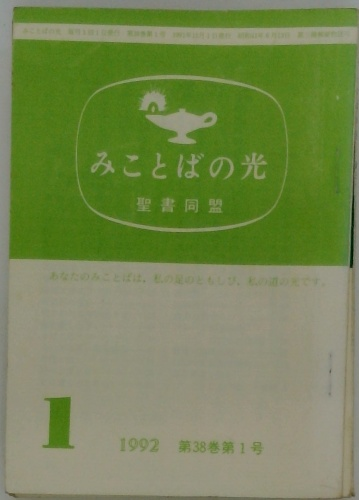 みことばの光
聖書同盟
あなたのみことばは、私の足のともしび、私の道の光です。
1
1992 第38巻第1号